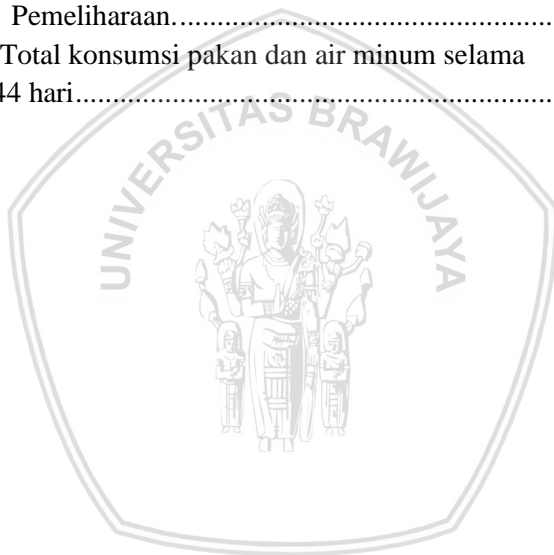 Pemeliharaan.....................................................
Total konsumsi pakan dan air minum selama
44 hari...................................................................
UNIVERSITAS BRAWIJAYA